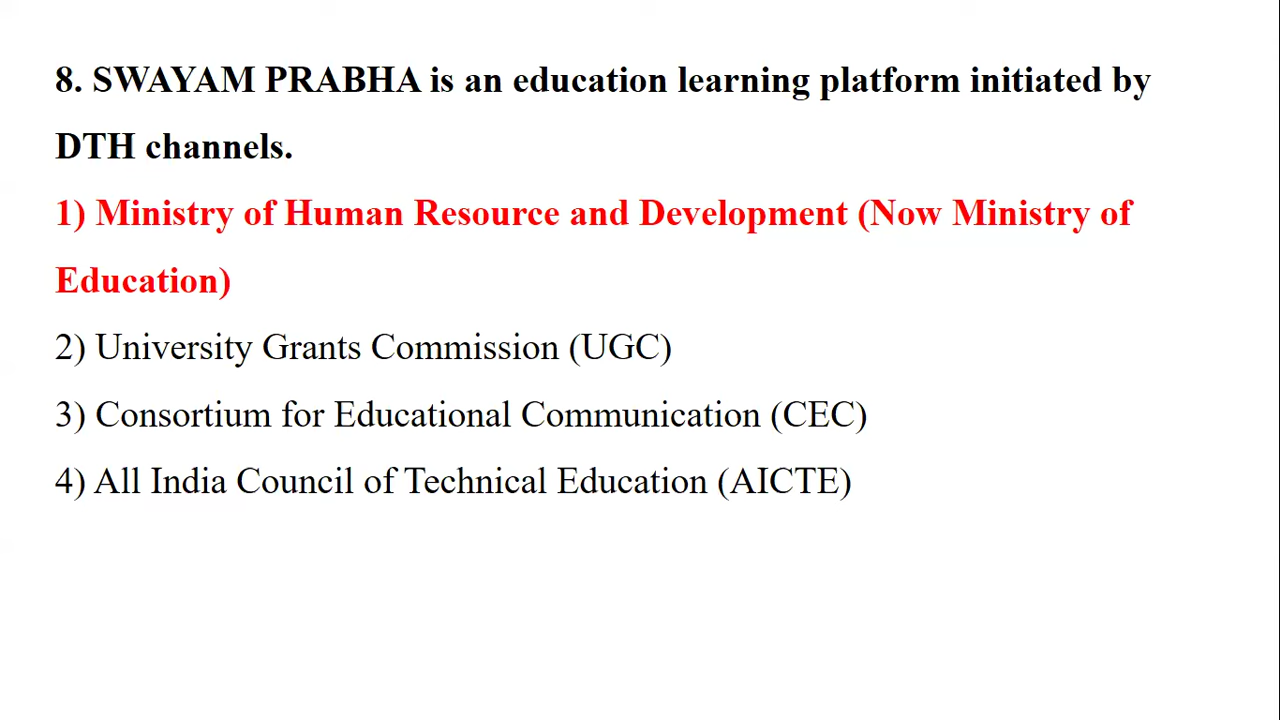 8. SWAYAM PRABHA is an education learning platform initiated by
DTH channels.
1) Ministry of Human Resource and Development (Now Ministry of
Education)
2) University Grants Commission (UGC)
3) Consortium for Educational Communication (CEC)
4) All India Council of Technical Education (AICTE)